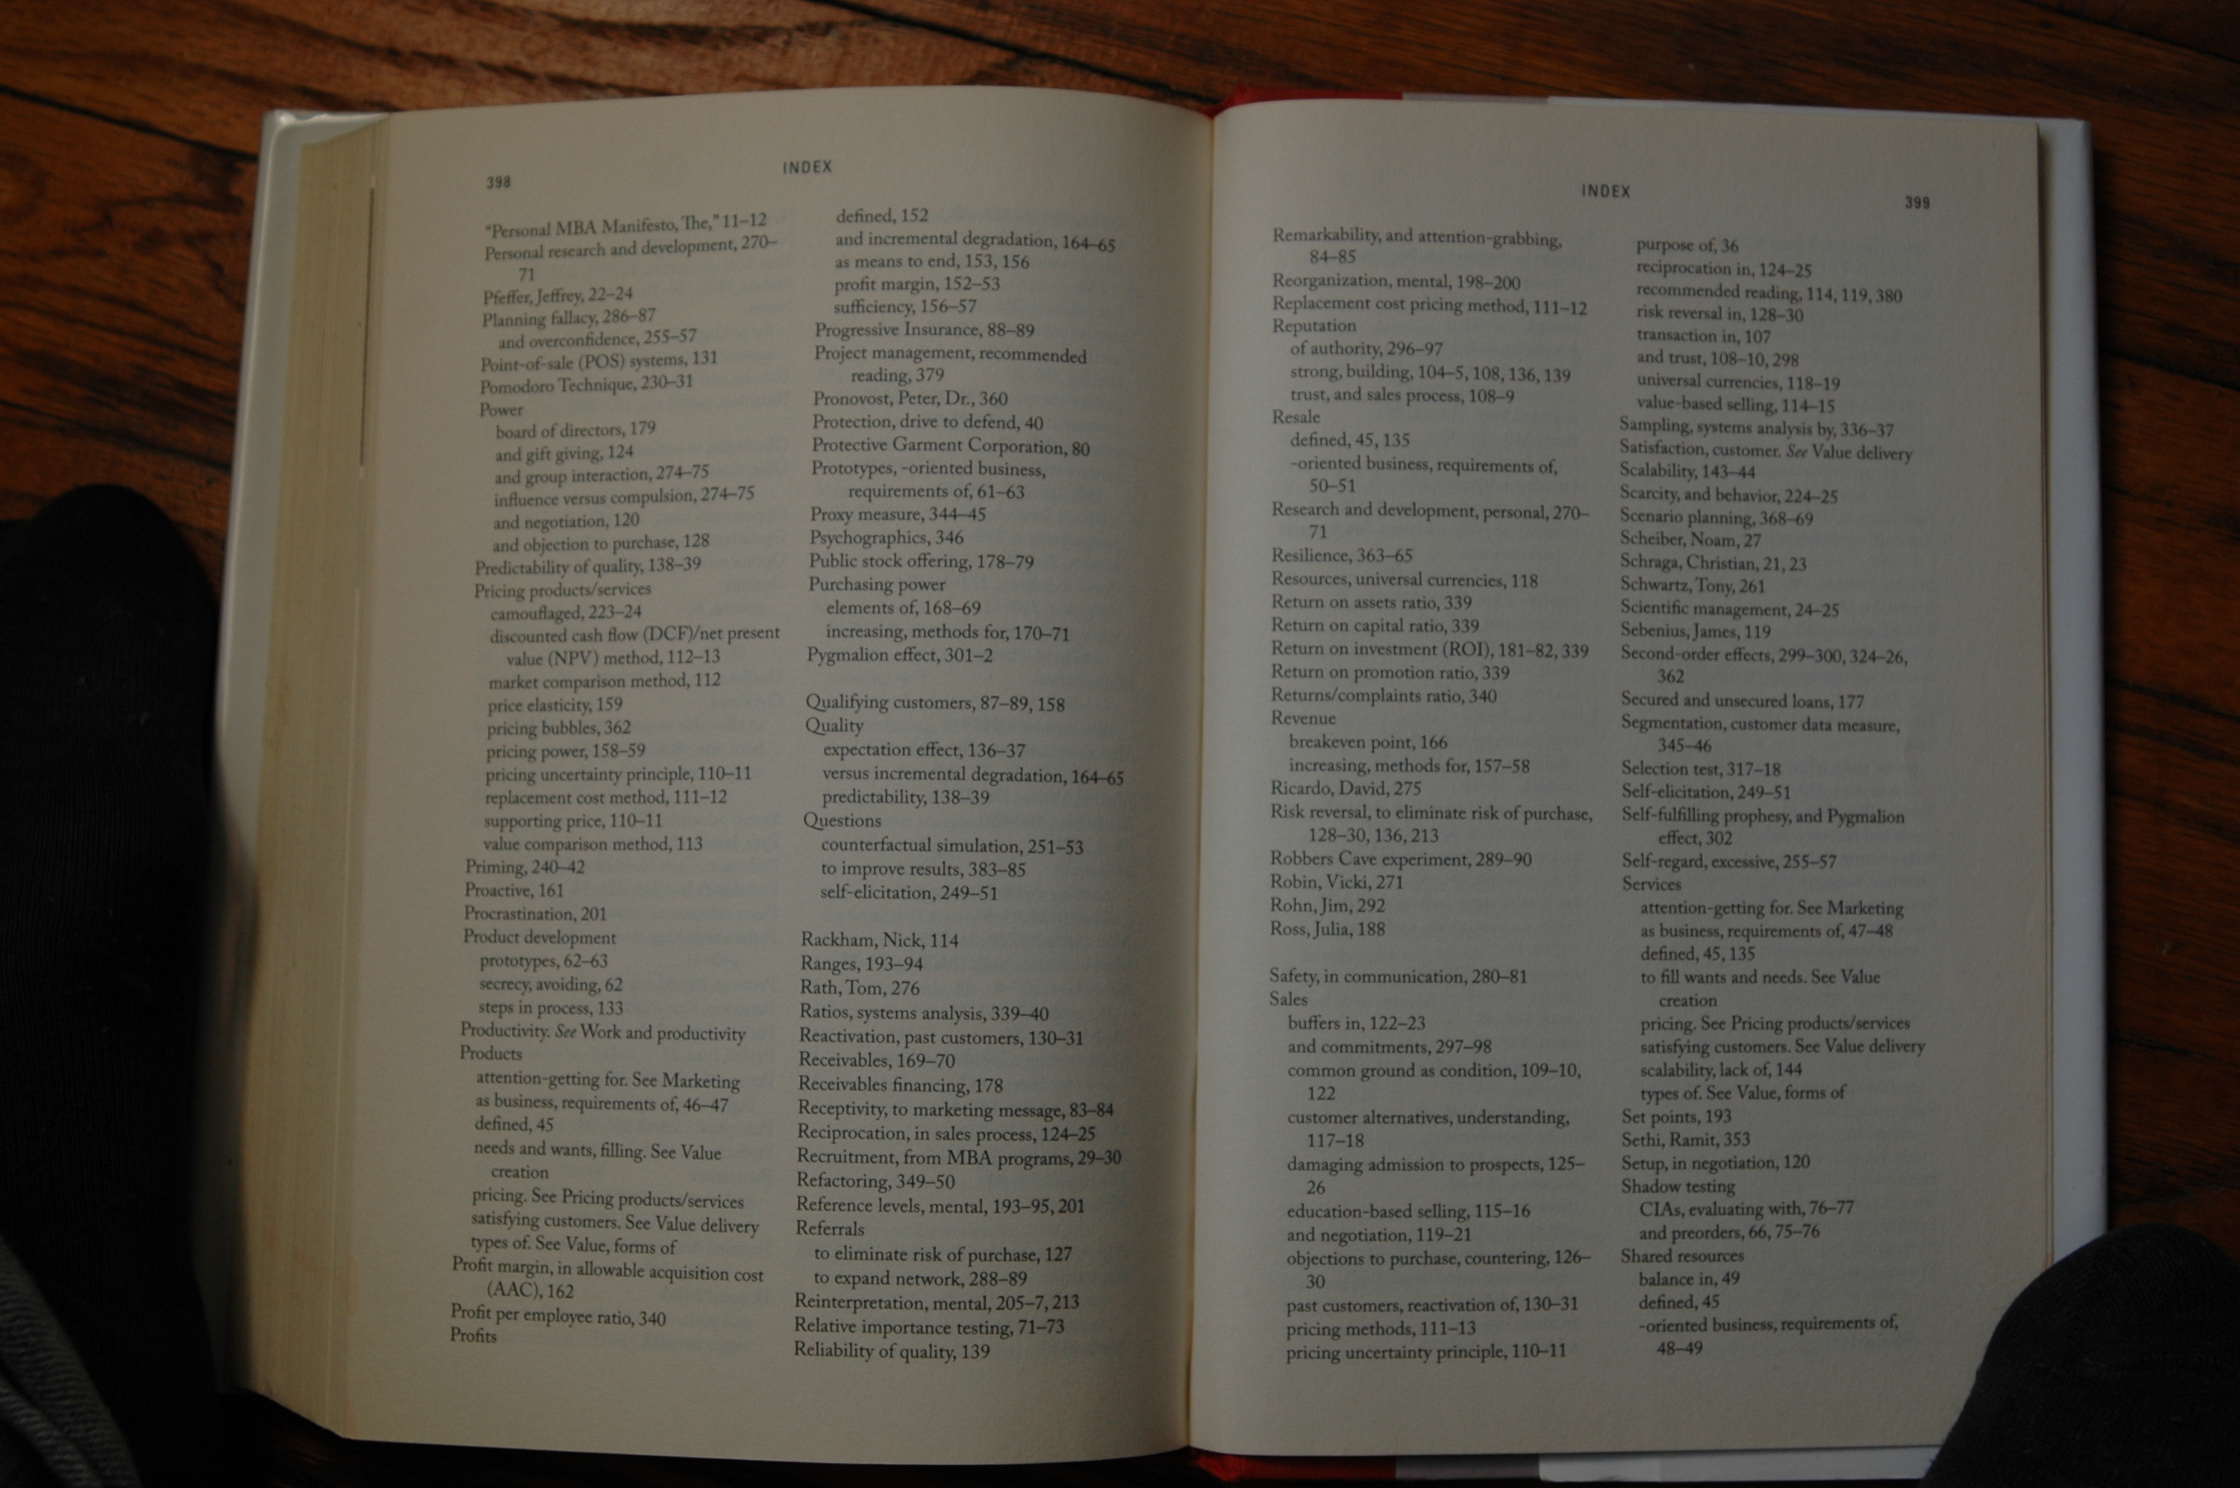 398
INDEX
"Personal MBA Manifesto, The," 11–12
Personal research and development, 270–
71
Pfeffer, Jeffrey, 22–24
Planning fallacy, 286–87
and overconfidence, 255–57
Point-of-sale (POS) systems, 131
Pomodoro Technique, 230–31
Power
board of directors, 179
and gift giving, 124
and group interaction, 274–75
influence versus compulsion, 274–75
and negotiation, 120
and objection to purchase, 128
Predictability of quality, 138–39
Pricing products/services
camouflaged, 223–24
discounted cash flow (DCF)/net present
value (NPV) method, 112–13
market comparison method, 112
price elasticity, 159
pricing bubbles, 362
pricing power, 158–59
pricing uncertainty principle, 110–11
replacement cost method, 111–12
supporting price, 110–11
value comparison method, 113
Priming, 240–42
Proactive, 161
Procrastination, 201
Product development
prototypes, 62–63
secrecy, avoiding, 62
steps in process, 133
Productivity. See Work and productivity
Products
attention-getting for. See Marketing
as business, requirements of, 46–47
defined, 45
needs and wants, filling. See Value
creation
pricing. See Pricing products/services
satisfying customers. See Value delivery
types of. See Value, forms of
Profit margin, in allowable acquisition cost
(AAC), 162
Profit per employee ratio, 340
Profits
defined, 152
and incremental degradation, 164–65
as means to end, 153, 156
profit margin, 152–53
sufficiency, 156–57
Progressive Insurance, 88–89
Project management, recommended
reading, 379
Pronovost, Peter, Dr., 360
Protection, drive to defend, 40
Protective Garment Corporation, 80
Prototypes, -oriented business,
requirements of, 61–63
Proxy measure, 344–45
Psychographics, 346
Public stock offering, 178–79
Purchasing power
elements of, 168–69
increasing, methods for, 170–71
Pygmalion effect, 301–2
Qualifying customers, 87–89, 158
Quality
expectation effect, 136–37
versus incremental degradation, 164–65
predictability, 138–39
Questions
counterfactual simulation, 251–53
to improve results, 383–85
self-elicitation, 249–51
Rackham, Nick, 114
Ranges, 193–94
Rath, Tom, 276
Ratios, systems analysis, 339–40
Reactivation, past customers, 130–31
Receivables, 169–70
Receivables financing, 178
Receptivity, to marketing message, 83–84
Reciprocation, in sales process, 124–25
Recruitment, from MBA programs, 29–30
Refactoring, 349–50
Reference levels, mental, 193–95, 201
Referrals
to eliminate risk of purchase, 127
to expand network, 288–89
Reinterpretation, mental, 205–7, 213
Relative importance testing, 71–73
Reliability of quality, 139
INDEX
399
Remarkability, and attention-grabbing,
84–85
Reorganization, mental, 198–200
Replacement cost pricing method, 111–12
Reputation
of authority, 296–97
strong, building, 104–5, 108, 136, 139
trust, and sales process, 108–9
Resale
defined, 45, 135
-oriented business, requirements of,
50–51
Research and development, personal, 270–
71
Resilience, 363–65
Resources, universal currencies, 118
Return on assets ratio, 339
Return on capital ratio, 339
Return on investment (ROI), 181–82, 339
Return on promotion ratio, 339
Returns/complaints ratio, 340
Revenue
breakeven point, 166
increasing, methods for, 157–58
Ricardo, David, 275
Risk reversal, to eliminate risk of purchase,
128–30, 136, 213
Robbers Cave experiment, 289–90
Robin, Vicki, 271
Rohn, Jim, 292
Ross, Julia, 188
Safety, in communication, 280–81
Sales
buffers in, 122–23
and commitments, 297–98
common ground as condition, 109–10,
122
customer alternatives, understanding,
117–18
damaging admission to prospects, 125–
26
education-based selling, 115–16
and negotiation, 119–21
objections to purchase, countering, 126–
30
past customers, reactivation of, 130–31
pricing methods, 111–13
pricing uncertainty principle, 110–11
purpose of, 36
reciprocation in, 124–25
recommended reading, 114, 119, 380
risk reversal in, 128–30
transaction in, 107
and trust, 108–10, 298
universal currencies, 118–19
value-based selling, 114–15
Sampling, systems analysis by, 336–37
Satisfaction, customer. See Value delivery
Scalability, 143–44
Scarcity, and behavior, 224–25
Scenario planning, 368–69
Scheiber, Noam, 27
Schraga, Christian, 21, 23
Schwartz, Tony, 261
Scientific management, 24–25
Sebenius, James, 119
Second-order effects, 299–300, 324–26,
362
Secured and unsecured loans, 177
Segmentation, customer data measure,
345–46
Selection test, 317–18
Self-elicitation, 249–51
Self-fulfilling prophesy, and Pygmalion
effect, 302
Self-regard, excessive, 255–57
Services
attention-getting for. See Marketing
as business, requirements of, 47–48
defined, 45, 135
to fill wants and needs. See Value
creation
pricing. See Pricing products/services
satisfying customers. See Value delivery
scalability, lack of, 144
types of. See Value, forms of
Set points, 193
Sethi, Ramit, 353
Setup, in negotiation, 120
Shadow testing
CIAs, evaluating with, 76–77
and preorders, 66, 75–76
Shared resources
balance in, 49
defined, 45
-oriented business, requirements of,
48–49